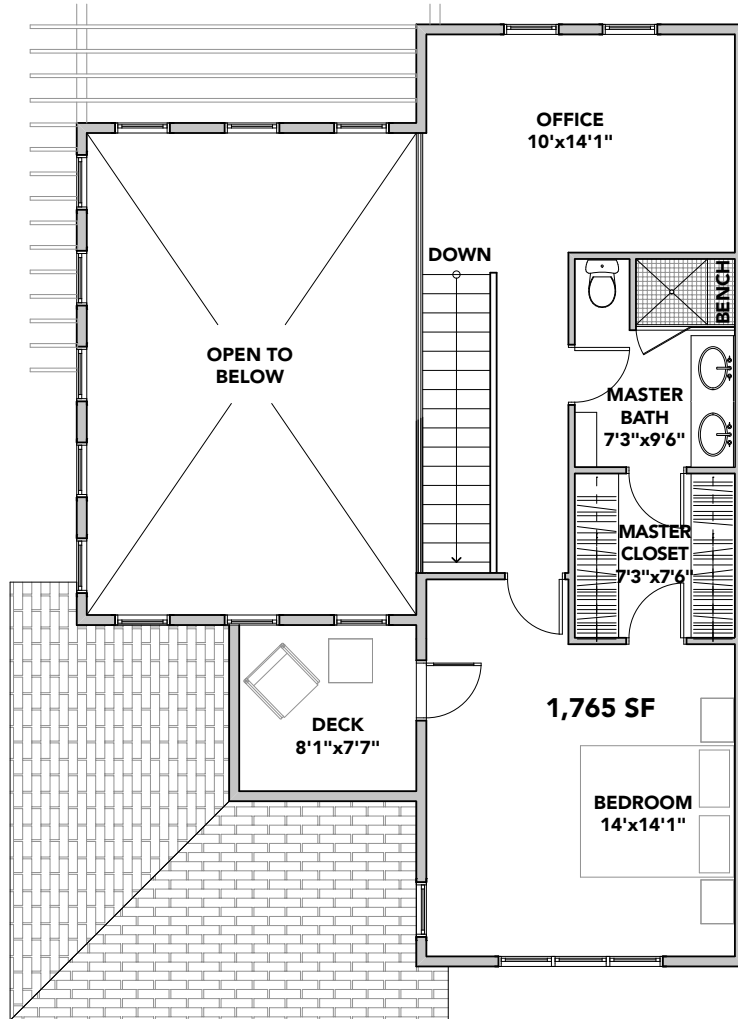 OFFICE
10'x14'1"
DOWN
BENCH
OPEN TO
BELOW
MASTER
BATH
7'3"x9'6"
MASTER
CLOSET
7'3"x7'6"
1,765 SF
DECK
8'1"x7'7"
BEDROOM
14'x14'1"